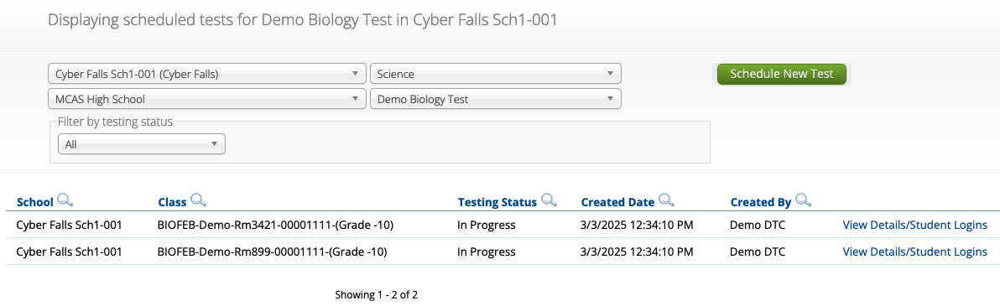 Displaying scheduled tests for Demo Biology Test in Cyber Falls Sch1-001
Cyber Falls Sch1-001 (Cyber Falls) Science Schedule New Test
MCAS High School Demo Biology Test
Filter by testing status
All
School Class Testing Status Created Date Created By
Cyber Falls Sch1-001 BIOFEB-Demo-Rm3421-00001111-(Grade -10) In Progress 3/3/2025 12:34:10 PM Demo DTC View Details/Student Logins
Cyber Falls Sch1-001 BIOFEB-Demo-Rm899-00001111-(Grade -10) In Progress 3/3/2025 12:34:10 PM Demo DTC View Details/Student Logins
Showing 1 - 2 of 2